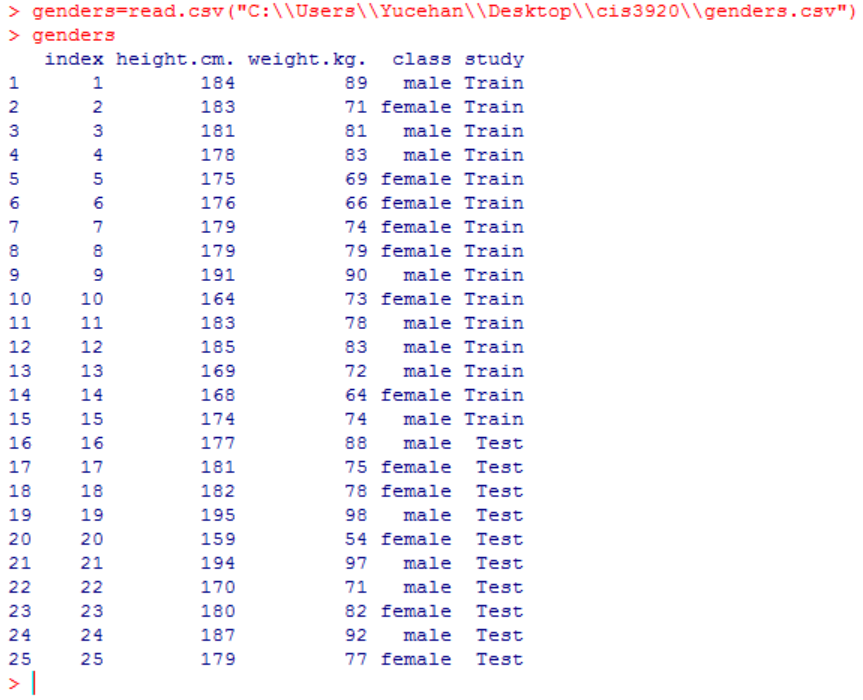 > genders=read.csv("C:\\Users\\Yucehan\\Desktop\\cis3920\\genders.csv")
> genders
   index height.cm. weight.kg.  class study
1      1        184         89   male Train
2      2        183         71 female Train
3      3        181         81   male Train
4      4        178         83   male Train
5      5        175         69 female Train
6      6        176         66 female Train
7      7        179         74 female Train
8      8        179         79 female Train
9      9        191         90   male Train
10    10        164         73 female Train
11    11        183         78   male Train
12    12        185         83   male Train
13    13        169         72   male Train
14    14        168         64 female Train
15    15        174         74   male Train
16    16        177         88   male  Test
17    17        181         75 female  Test
18    18        182         78 female  Test
19    19        195         98   male  Test
20    20        159         54 female  Test
21    21        194         97   male  Test
22    22        170         71   male  Test
23    23        180         82 female  Test
24    24        187         92   male  Test
25    25        179         77 female  Test
>